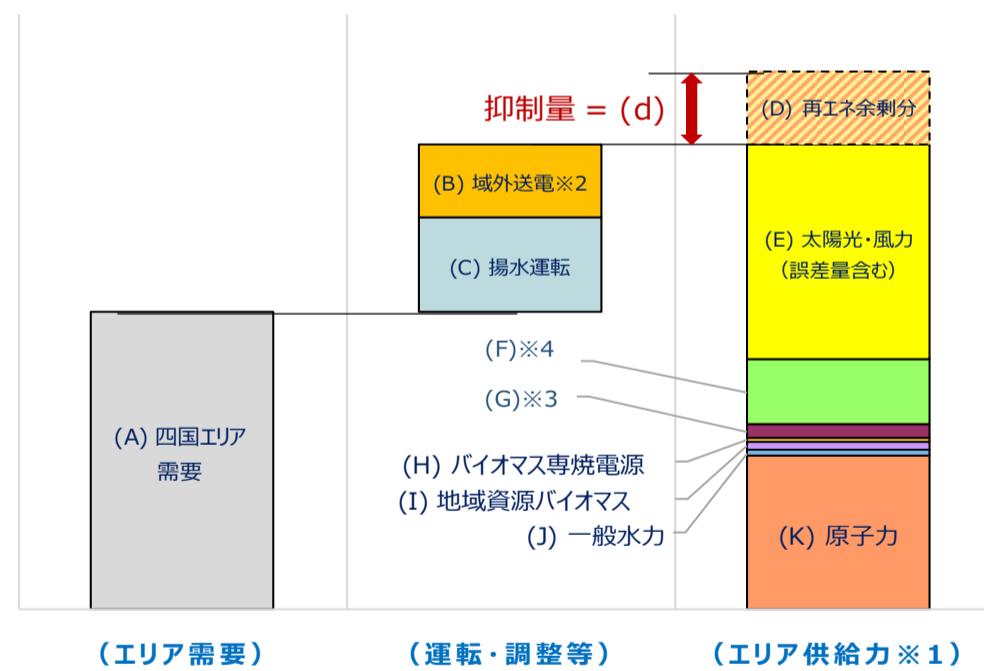 抑制量 = (d)
(D) 再エネ余剰分
(B) 域外送電※2
(C) 揚水運転
(E) 太陽光・風力
（誤差量含む）
(F)※4
(G)※3
(A) 四国エリア
需要
(H) バイオマス専焼電源
(I) 地域資源バイオマス
(J) 一般水力
(K) 原子力
（エリア需要）
（運転・調整等）
（エリア供給力※１）